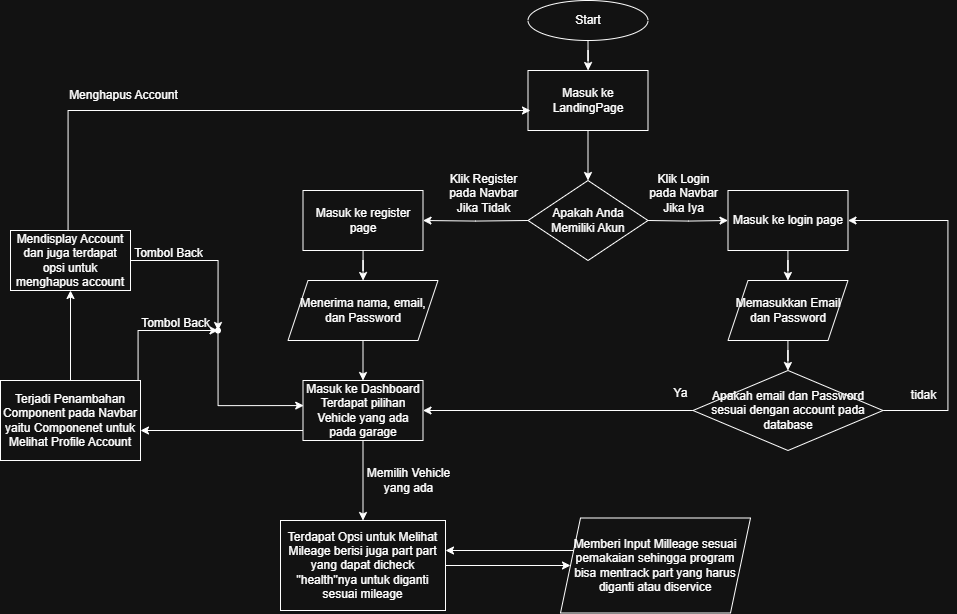 Start
Masuk ke
LandingPage
Menghapus Account
Klik Register
pada Navbar
Jika Tidak
Klik Login
pada Navbar
Jika Iya
Apakah Anda
Memiliki Akun
Masuk ke register
page
Masuk ke login page
Mendisplay Account
dan juga terdapat
opsi untuk
menghapus account
Tombol Back
Menerima nama, email,
dan Password
Memasukkan Email
dan Password
Tombol Back
Masuk ke Dashboard
Terdapat pilihan
Vehicle yang ada
pada garage
Ya
Apakah email dan Password
sesuai dengan account pada
database
tidak
Terjadi Penambahan
Component pada Navbar
yaitu Componenet untuk
Melihat Profile Account
Memilih Vehicle
yang ada
Terdapat Opsi untuk Melihat
Mileage berisi juga part part
yang dapat dicheck
"health"nya untuk diganti
sesuai mileage
Memberi Input Milleage sesuai
pemakaian sehingga program
bisa mentrack part yang harus
diganti atau diservice